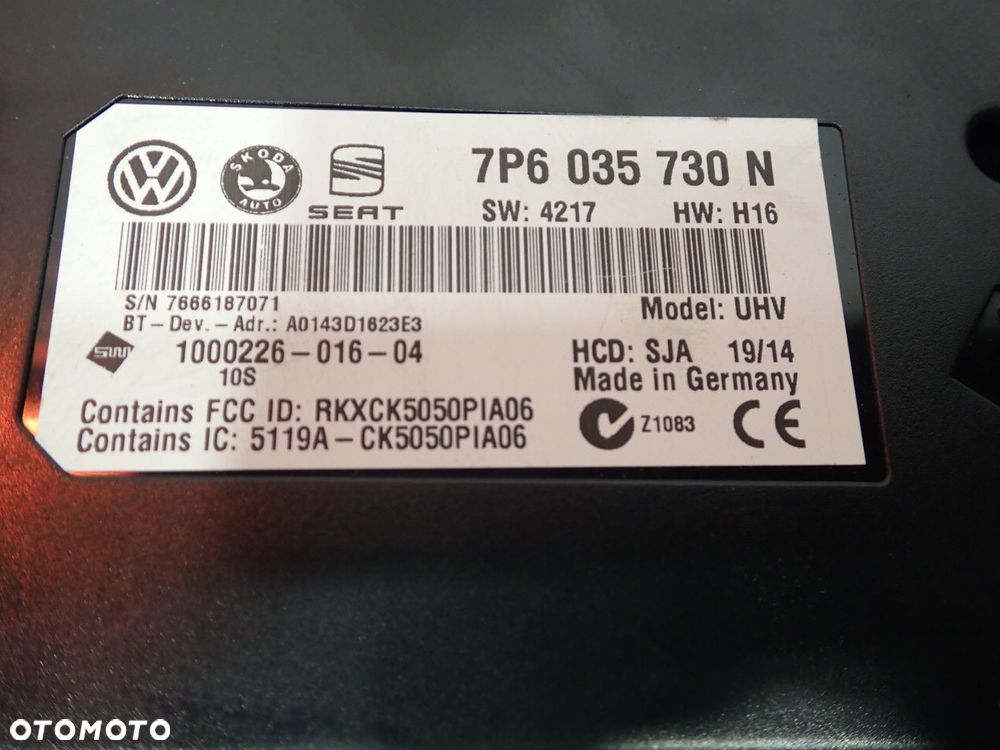 SKODA
AUTO
SEAT
7P6 035 730 N
SW: 4217 HW: H16
S/N 7666187071
Model: UHV
BT-Dev.-Adr.: A0143D1623E3
SWI
1000226-016-04
HCD: SJA 19/14
10S
Made in Germany
Contains FCC ID: RKXCK5050PIA06
Z1083
CE
Contains IC: 5119A-CK5050PIA06
OTOMOTO